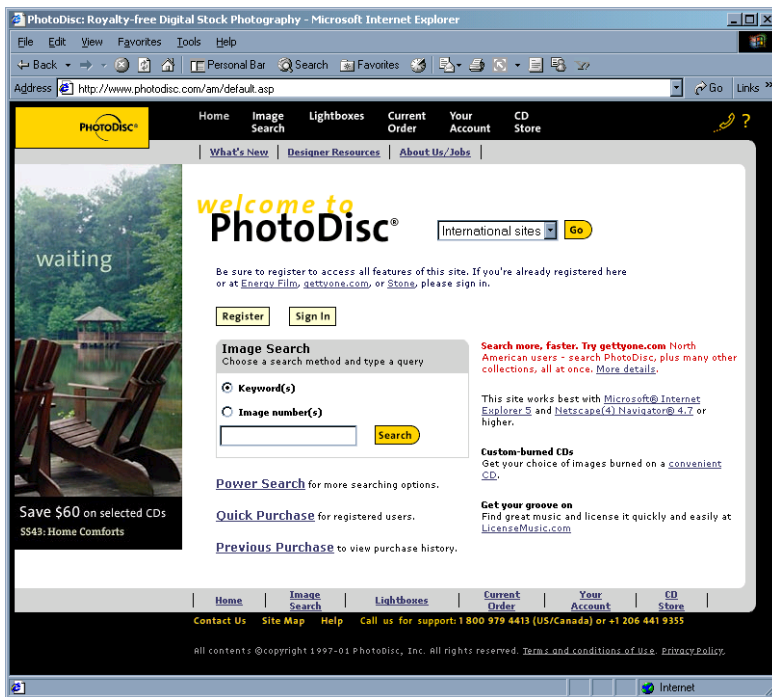 PhotoDisc: Royalty-free Digital Stock Photography - Microsoft Internet Explorer
File Edit View Favorites Tools Help
Back Personal Bar Search Favorites
Address http://www.photodisc.com/am/default.asp Go Links »
PHOTODISC®
Home Image Search Lightboxes Current Order Your Account CD Store ?
What's New Designer Resources About Us/Jobs
waiting
Save $60 on selected CDs
SS43: Home Comforts
welcome to
PhotoDisc®
International sites Go
Be sure to register to access all features of this site. If you're already registered here
or at Energy Film, gettyone.com, or Stone, please sign in.
Register Sign In
Image Search
Choose a search method and type a query
Keyword(s)
Image number(s)
Search
Power Search for more searching options.
Quick Purchase for registered users.
Previous Purchase to view purchase history.
Search more, faster. Try gettyone.com North
American users - search PhotoDisc, plus many other
collections, all at once. More details.
This site works best with Microsoft® Internet
Explorer 5 and Netscape(4) Navigator® 4.7 or
higher.
Custom-burned CDs
Get your choice of images burned on a convenient
CD.
Get your groove on
Find great music and license it quickly and easily at
LicenseMusic.com
Home Image Search Lightboxes Current Order Your Account CD Store
Contact Us Site Map Help Call us for support: 1 800 979 4413 (US/Canada) or +1 206 441 9355
All contents ©copyright 1997-01 PhotoDisc, Inc. All rights reserved. Terms and conditions of Use. Privacy Policy.
Internet